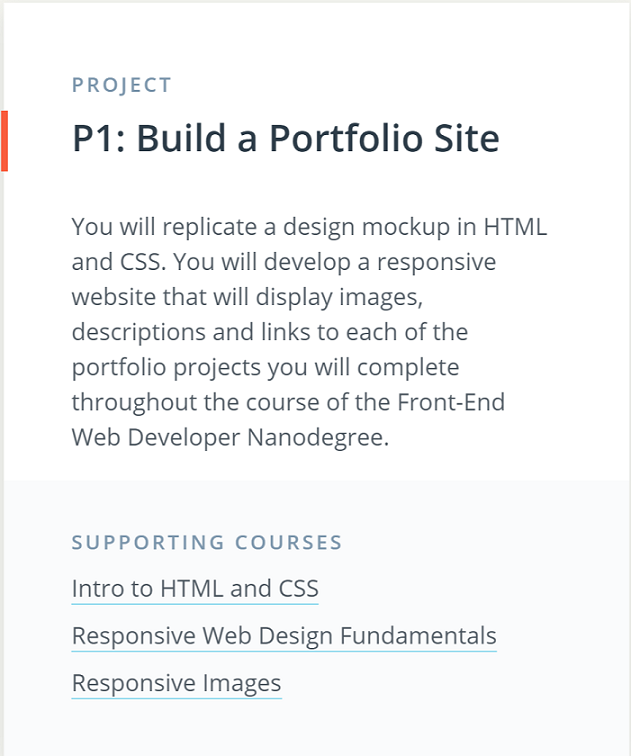 PROJECT
P1: Build a Portfolio Site
You will replicate a design mockup in HTML
and CSS. You will develop a responsive
website that will display images,
descriptions and links to each of the
portfolio projects you will complete
throughout the course of the Front-End
Web Developer Nanodegree.
SUPPORTING COURSES
Intro to HTML and CSS
Responsive Web Design Fundamentals
Responsive Images